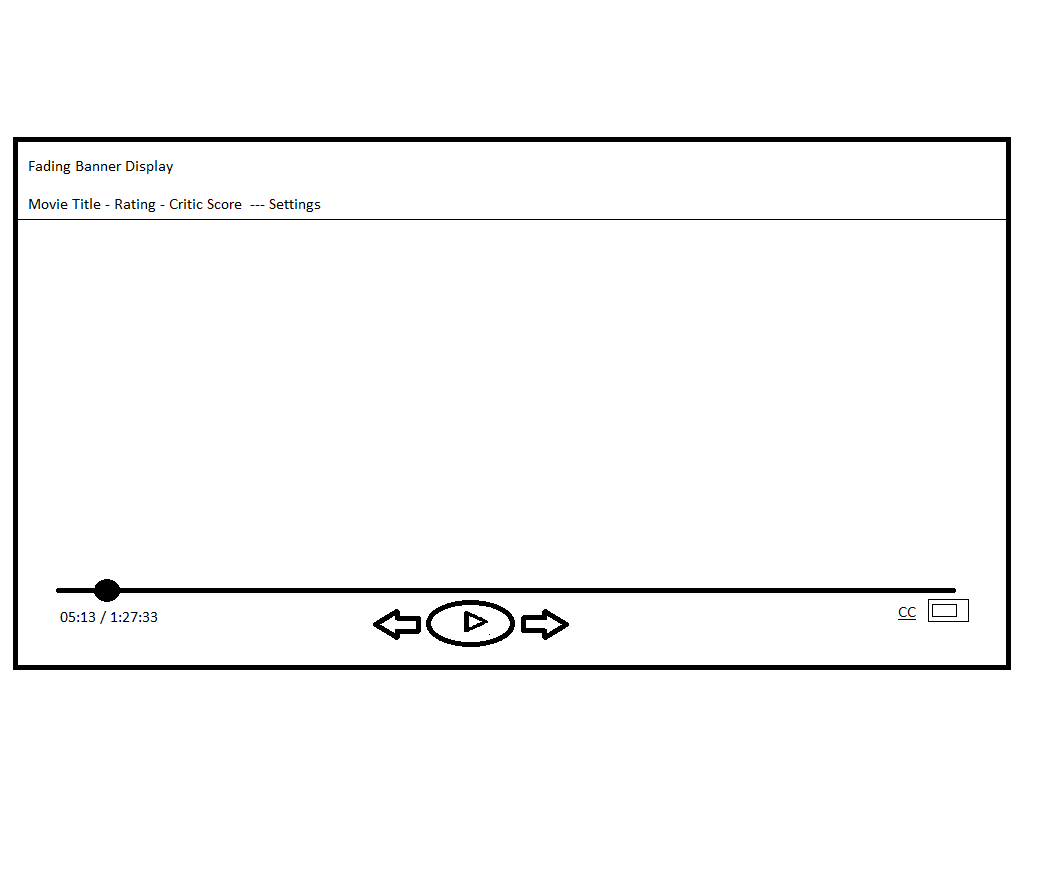 Fading Banner Display
Movie Title - Rating - Critic Score --- Settings
05:13 / 1:27:33
CC